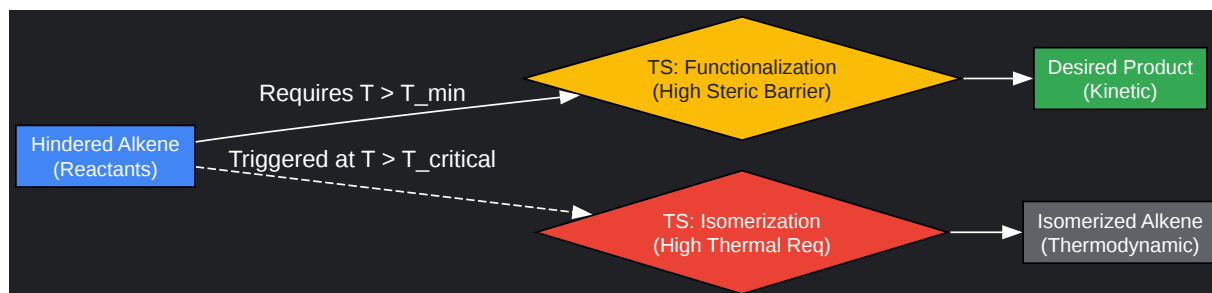 Hindered Alkene
(Reactants)
Requires T > T_min
Triggered at T > T_critical
TS: Functionalization
(High Steric Barrier)
Desired Product
(Kinetic)
TS: Isomerization
(High Thermal Req)
Isomerized Alkene
(Thermodynamic)